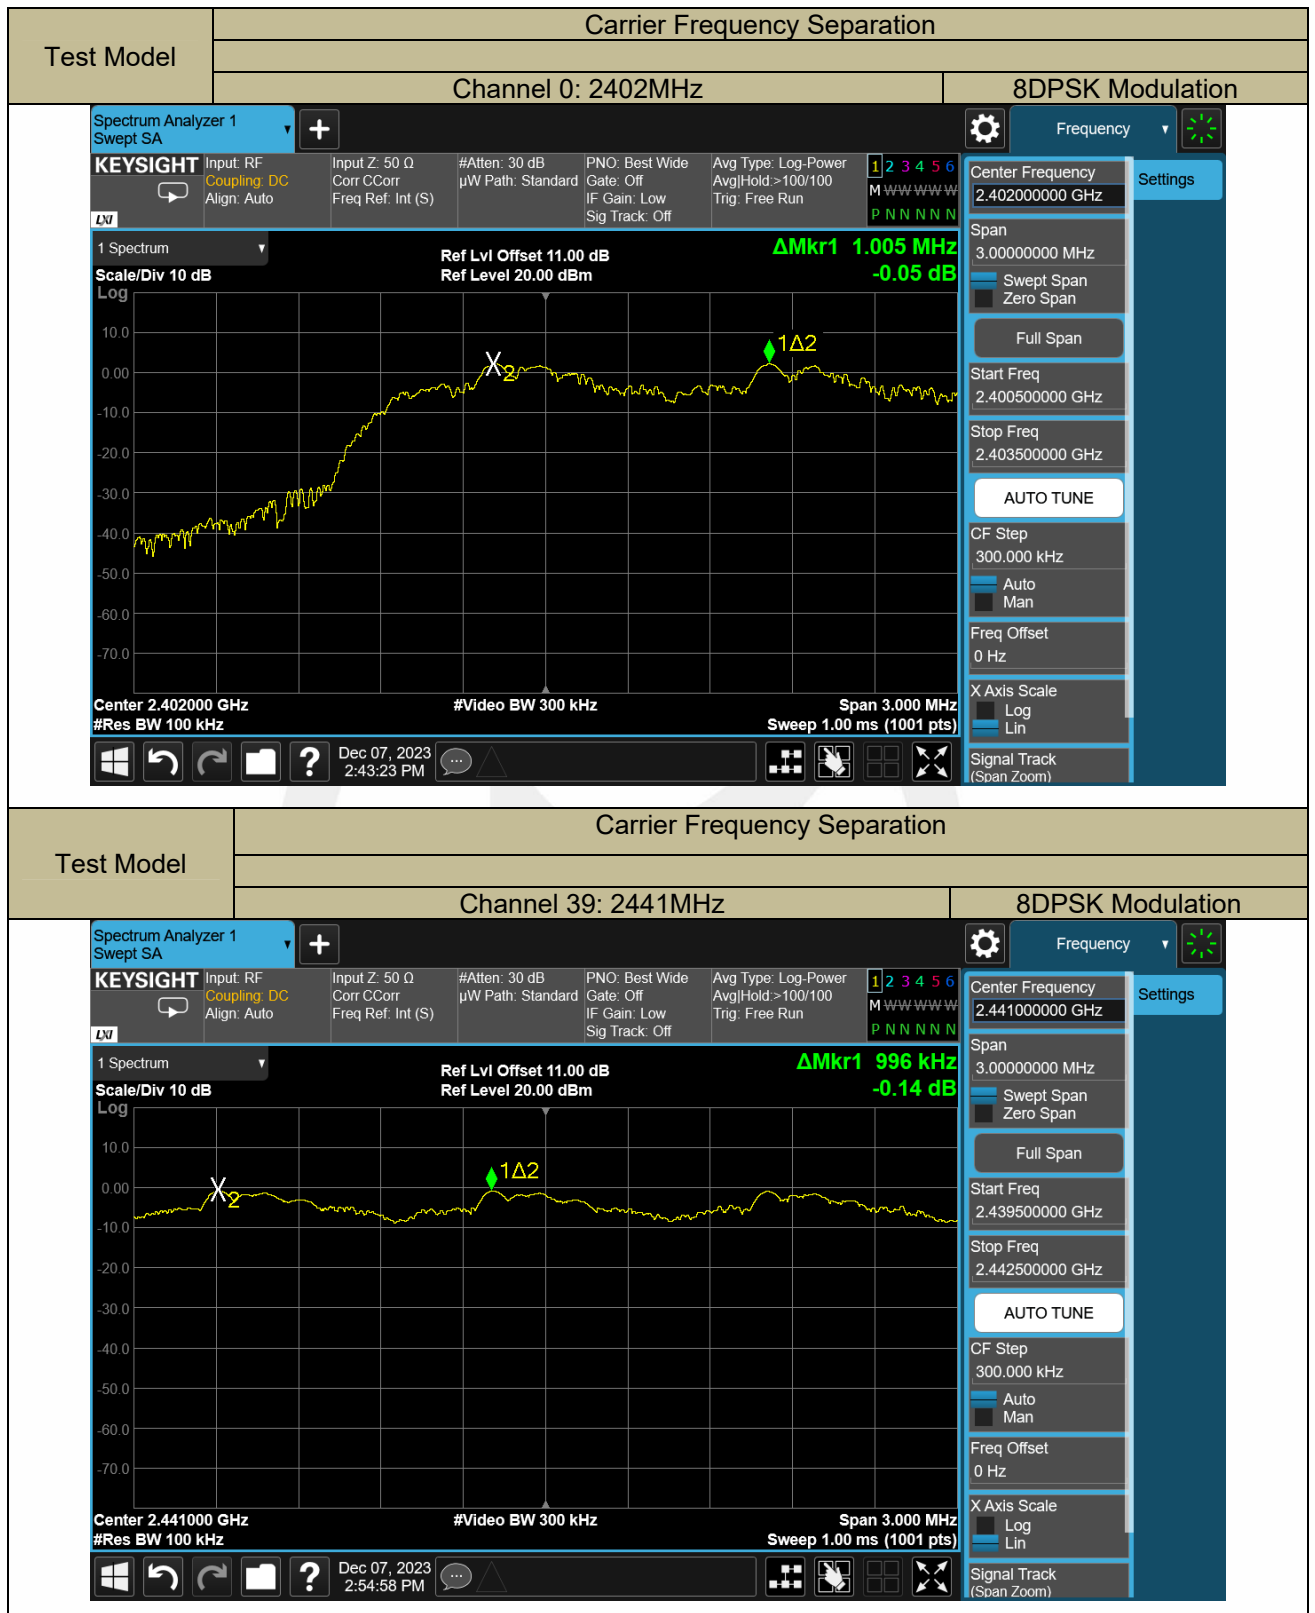 Test Model
Carrier Frequency Separation
Channel 0: 2402MHz
8DPSK Modulation
Spectrum Analyzer 1
Swept SA
Frequency
KEYSIGHT
LXI
Input: RF
Coupling: DC
Align: Auto
Input Z: 50 Ω
Corr CCorr
Freq Ref: Int (S)
#Atten: 30 dB
µW Path: Standard
PNO: Best Wide
Gate: Off
IF Gain: Low
Sig Track: Off
Avg Type: Log-Power
Avg|Hold:>100/100
Trig: Free Run
1 2 3 4 5 6
M W W W W W
P N N N N N
1 Spectrum
Scale/Div 10 dB
Log
Ref Lvl Offset 11.00 dB
Ref Level 20.00 dBm
ΔMkr1 1.005 MHz
-0.05 dB
10.0
0.00
-10.0
-20.0
-30.0
-40.0
-50.0
-60.0
-70.0
X2
1Δ2
Center 2.402000 GHz
#Res BW 100 kHz
#Video BW 300 kHz
Span 3.000 MHz
Sweep 1.00 ms (1001 pts)
Dec 07, 2023
2:43:23 PM
Center Frequency
2.402000000 GHz
Settings
Span
3.00000000 MHz
Swept Span
Zero Span
Full Span
Start Freq
2.400500000 GHz
Stop Freq
2.403500000 GHz
AUTO TUNE
CF Step
300.000 kHz
Auto
Man
Freq Offset
0 Hz
X Axis Scale
Log
Lin
Signal Track
(Span Zoom)
Test Model
Carrier Frequency Separation
Channel 39: 2441MHz
8DPSK Modulation
Spectrum Analyzer 1
Swept SA
Frequency
KEYSIGHT
LXI
Input: RF
Coupling: DC
Align: Auto
Input Z: 50 Ω
Corr CCorr
Freq Ref: Int (S)
#Atten: 30 dB
µW Path: Standard
PNO: Best Wide
Gate: Off
IF Gain: Low
Sig Track: Off
Avg Type: Log-Power
Avg|Hold:>100/100
Trig: Free Run
1 2 3 4 5 6
M W W W W W
P N N N N N
1 Spectrum
Scale/Div 10 dB
Log
Ref Lvl Offset 11.00 dB
Ref Level 20.00 dBm
ΔMkr1 996 kHz
-0.14 dB
10.0
0.00
-10.0
-20.0
-30.0
-40.0
-50.0
-60.0
-70.0
X2
1Δ2
Center 2.441000 GHz
#Res BW 100 kHz
#Video BW 300 kHz
Span 3.000 MHz
Sweep 1.00 ms (1001 pts)
Dec 07, 2023
2:54:58 PM
Center Frequency
2.441000000 GHz
Settings
Span
3.00000000 MHz
Swept Span
Zero Span
Full Span
Start Freq
2.439500000 GHz
Stop Freq
2.442500000 GHz
AUTO TUNE
CF Step
300.000 kHz
Auto
Man
Freq Offset
0 Hz
X Axis Scale
Log
Lin
Signal Track
(Span Zoom)